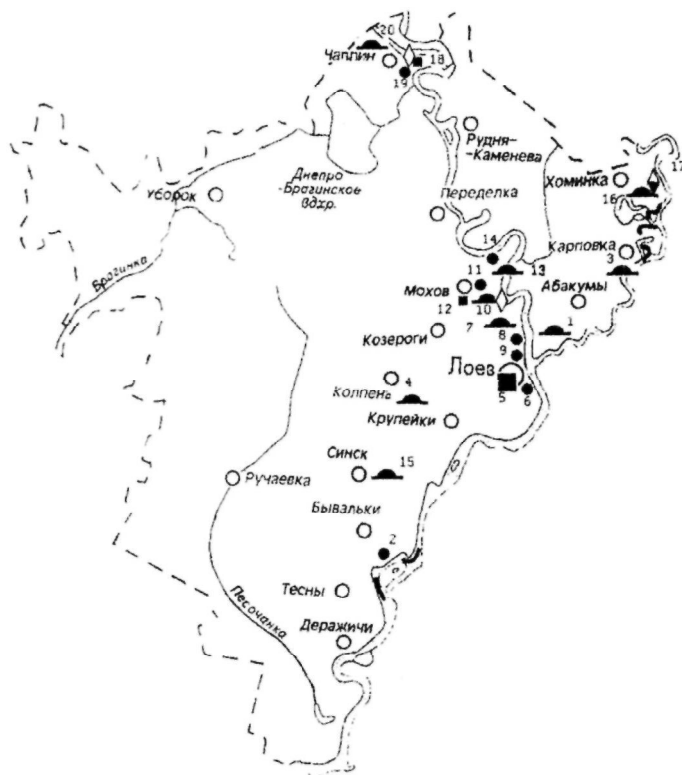 20
Чаплин
18
19
Рудня-
-Каменева
Днепро
-Брагинское
вдхр.
Уборок
Переделка
Хоминка
17
16
Брагинка
14
Карповка
3
13
11
Мохов
Абакумы
12
10
7
8
1
Козероги
9
Лоев
4
Колпень
5
6
Крупейки
Синск
15
Ручаевка
Бывальки
2
Тесны
Песочанка
Деражичи